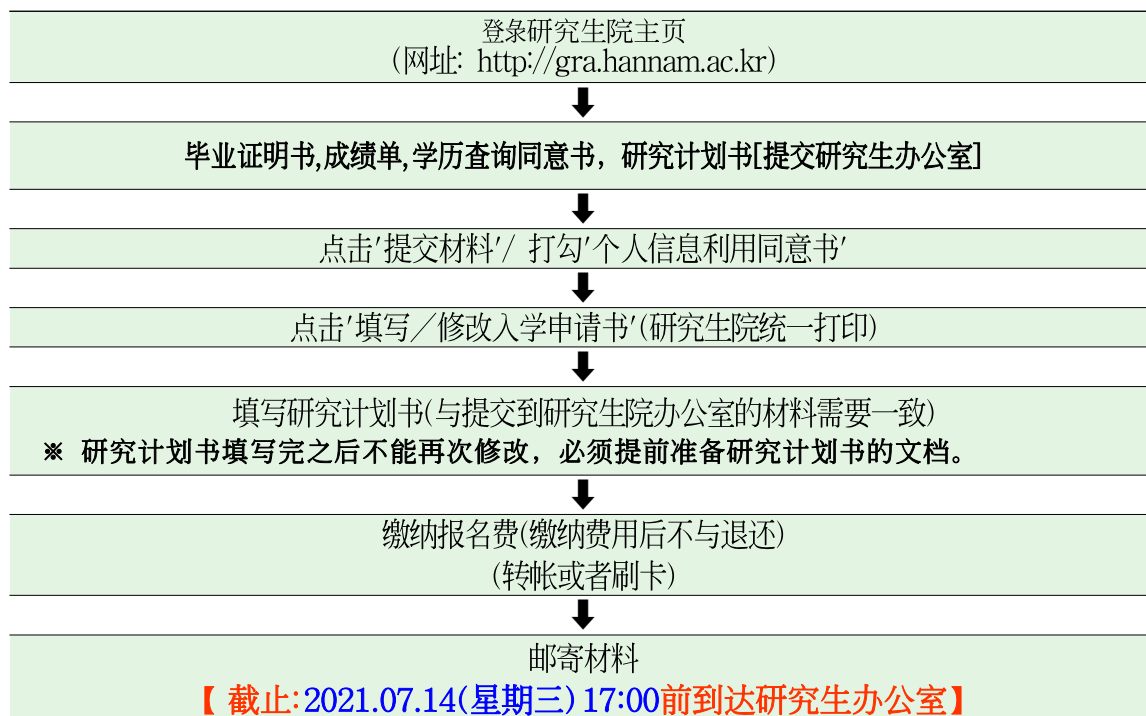 登录研究生院主页
(网址: http://gra.hannam.ac.kr)
毕业证明书,成绩单,学历查询同意书，研究计划书[提交研究生办公室]
点击'提交材料'/ 打勾'个人信息利用同意书'
点击'填写／修改入学申请书'(研究生院统一打印)
填写研究计划书(与提交到研究生院办公室的材料需要一致)
※ 研究计划书填写完之后不能再次修改，必须提前准备研究计划书的文档。
缴纳报名费(缴纳费用后不与退还)
(转帐或者刷卡)
邮寄材料
【 截止:2021.07.14(星期三) 17:00前到达研究生办公室】